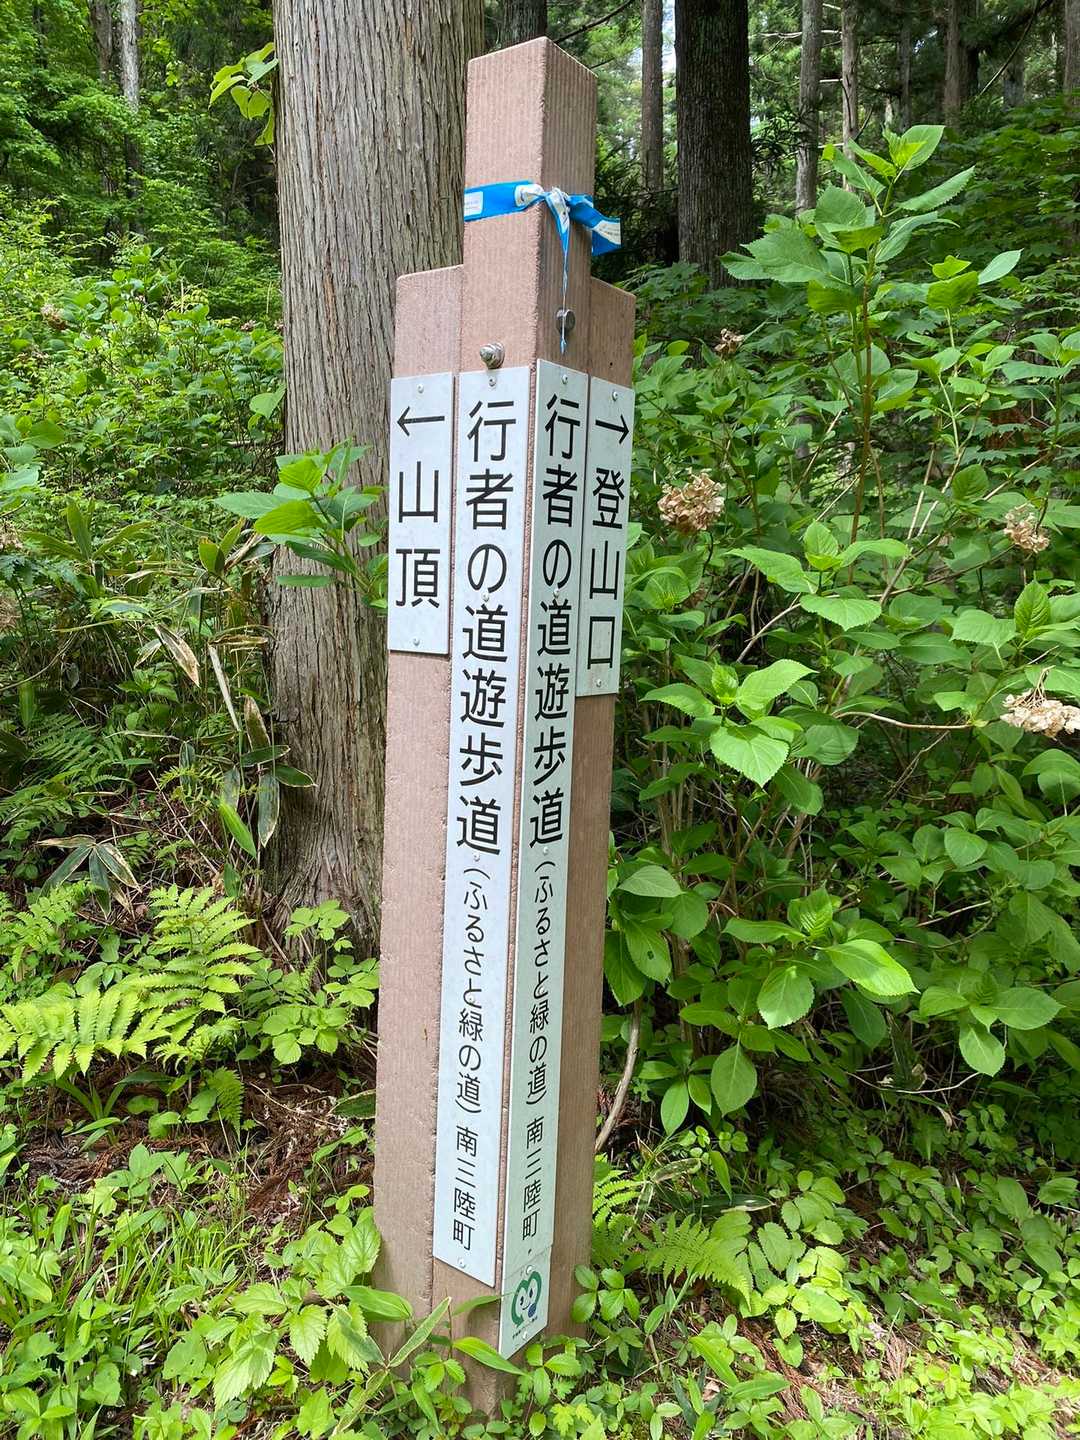 ←山頂
行者の道遊歩道（ふるさと緑の道）南三陸町
行者の道遊歩道（ふるさと緑の道）南三陸町
→登山口